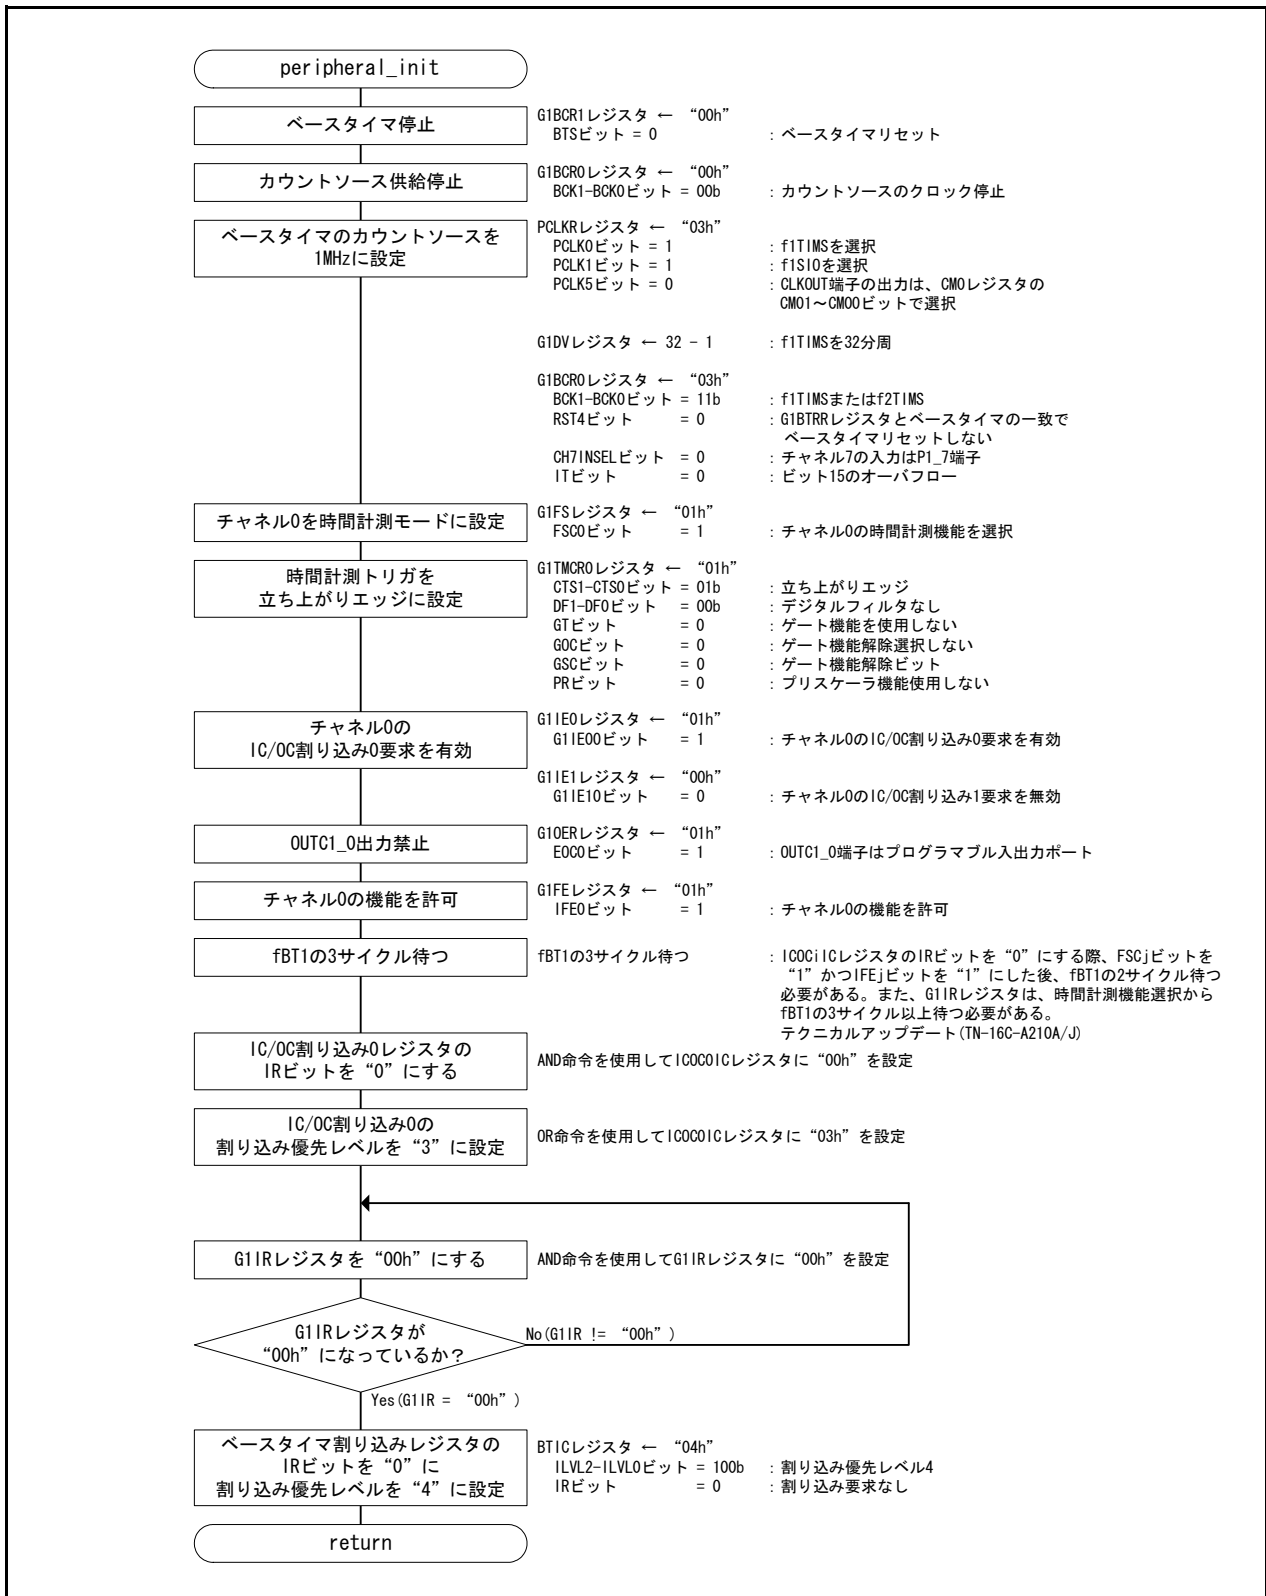 peripheral_init
ベースタイマ停止
G1BCR1レジスタ ← “00h”
BTSビット = 0 : ベースタイマリセット
カウントソース供給停止
G1BCR0レジスタ ← “00h”
BCK1-BCK0ビット = 00b : カウントソースのクロック停止
ベースタイマのカウントソースを
1MHzに設定
PCLKRレジスタ ← “03h”
PCLK0ビット = 1 : f1TIMSを選択
PCLK1ビット = 1 : f1SIOを選択
PCLK5ビット = 0 : CLKOUT端子の出力は、CM0レジスタの
CM01～CM00ビットで選択
G1DVレジスタ ← 32 - 1 : f1TIMSを32分周
G1BCR0レジスタ ← “03h”
BCK1-BCK0ビット = 11b : f1TIMSまたはf2TIMS
RST4ビット = 0 : G1BTRRレジスタとベースタイマの一致で
ベースタイマリセットしない
CH7INSELビット = 0 : チャネル7の入力はP1_7端子
ITビット = 0 : ビット15のオーバフロー
チャネル0を時間計測モードに設定
G1FSレジスタ ← “01h”
FSC0ビット = 1 : チャネル0の時間計測機能を選択
時間計測トリガを
立ち上がりエッジに設定
G1TMCR0レジスタ ← “01h”
CTS1-CTS0ビット = 01b : 立ち上がりエッジ
DF1-DF0ビット = 00b : デジタルフィルタなし
GTビット = 0 : ゲート機能を使用しない
GOCビット = 0 : ゲート機能解除選択しない
GSCビット = 0 : ゲート機能解除ビット
PRビット = 0 : プリスケーラ機能使用しない
チャネル0の
IC/OC割り込み0要求を有効
G1IE0レジスタ ← “01h”
G1IE00ビット = 1 : チャネル0のIC/OC割り込み0要求を有効
G1IE1レジスタ ← “00h”
G1IE10ビット = 0 : チャネル0のIC/OC割り込み1要求を無効
OUTC1_0出力禁止
G1OERレジスタ ← “01h”
EOC0ビット = 1 : OUTC1_0端子はプログラマブル入出力ポート
チャネル0の機能を許可
G1FEレジスタ ← “01h”
IFE0ビット = 1 : チャネル0の機能を許可
fBT1の3サイクル待つ
fBT1の3サイクル待つ : ICOCiICレジスタのIRビットを“0”にする際、FSCjビットを
“1”かつIFEjビットを“1”にした後、fBT1の2サイクル待つ
必要がある。また、G1IRレジスタは、時間計測機能選択から
fBT1の3サイクル以上待つ必要がある。
テクニカルアップデート(TN-16C-A210A/J)
IC/OC割り込み0レジスタの
IRビットを“0”にする
AND命令を使用してICOC0ICレジスタに“00h”を設定
IC/OC割り込み0の
割り込み優先レベルを“3”に設定
OR命令を使用してICOC0ICレジスタに“03h”を設定
G1IRレジスタを“00h”にする
AND命令を使用してG1IRレジスタに“00h”を設定
G1IRレジスタが
“00h”になっているか？
No(G1IR != “00h”)
Yes(G1IR = “00h”)
ベースタイマ割り込みレジスタの
IRビットを“0”に
割り込み優先レベルを“4”に設定
BTICレジスタ ← “04h”
ILVL2-ILVL0ビット = 100b : 割り込み優先レベル4
IRビット = 0 : 割り込み要求なし
return